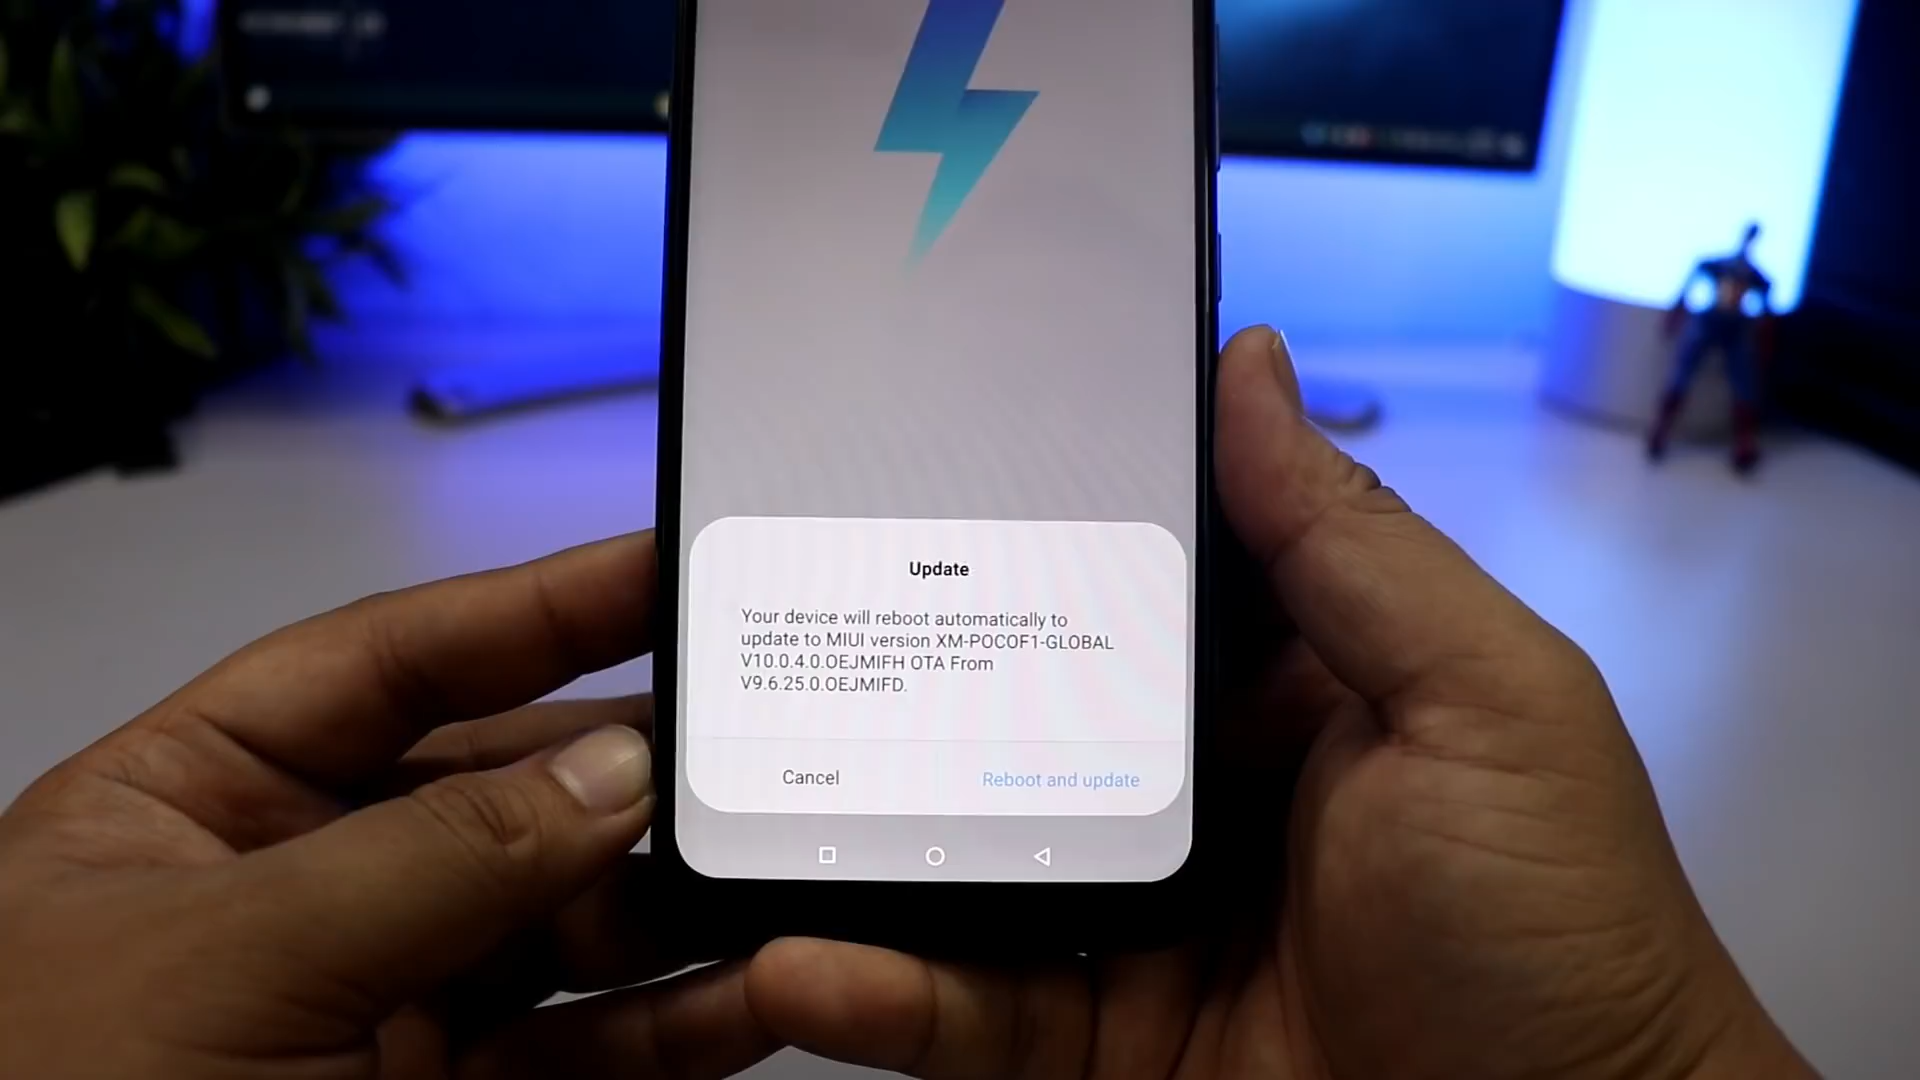 Update
Your device will reboot automatically to
update to MIUI version XM-POCOF1-GLOBAL
V10.0.4.0.OEJMIFH OTA From
V9.6.25.0.OEJMIFD.
Cancel
Reboot and update